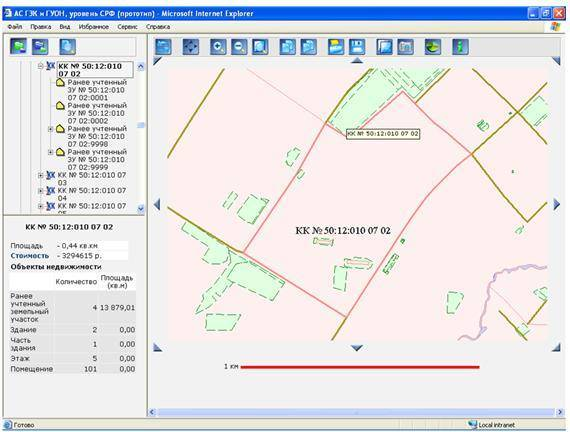 АС ГЗК и ГУОН, уровень СРФ (прототип) - Microsoft Internet Explorer
Файл Правка Вид Избранное Сервис Справка
КК № 50:12:010
07 02
Ранее учтенный
ЗУ № 50:12:010
07 02:0001
Ранее учтенный
ЗУ № 50:12:010
07 02:0002
Ранее учтенный
ЗУ № 50:12:010
07 02:9998
Ранее учтенный
ЗУ № 50:12:010
07 02:9999
КК № 50:12:010 07
03
КК № 50:12:010 07
04
КК № 50:12:010 07
КК № 50:12:010 07 02
Площадь - 0,44 кв.км
Стоимость - 3294615 р.
Объекты недвижимости
Количество Площадь (кв.м)
Ранее учтенный земельный участок 4 13 879,01
Здание 2 0,00
Часть здания 1 0,00
Этаж 5 0,00
Помещение 101 0,00
КК № 50:12:010 07 02
КК № 50:12:010 07 02
1 км
Готово
Local intranet